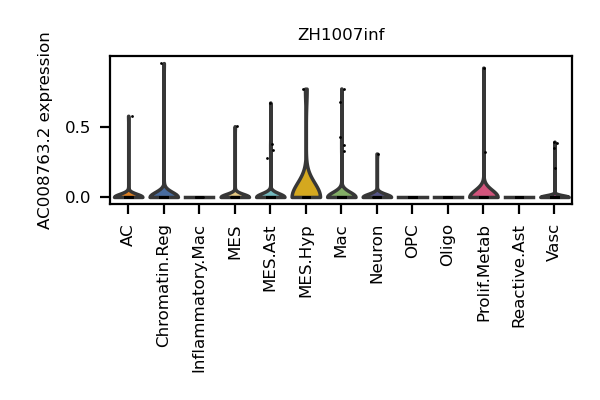 ZH1007inf
AC008763.2 expression
0.5
0.0
AC
Chromatin.Reg
Inflammatory.Mac
MES
MES.Ast
MES.Hyp
Mac
Neuron
OPC
Oligo
Prolif.Metab
Reactive.Ast
Vasc